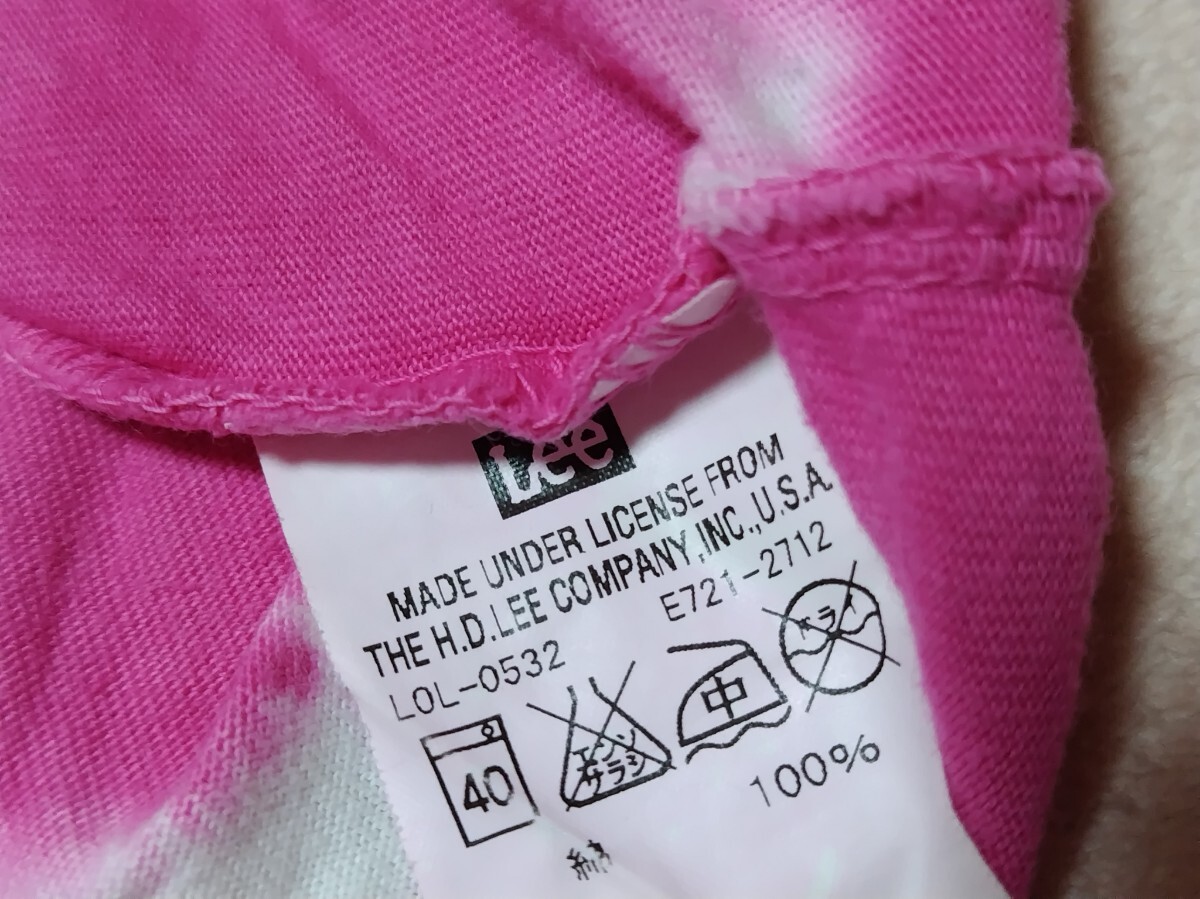 Lee
MADE UNDER LICENSE FROM
THE H.D.LEE COMPANY,INC.,U.S.A.
LOL-0532 E721-2712
40 エンソ サラシ 中 ドライ
綿 100%